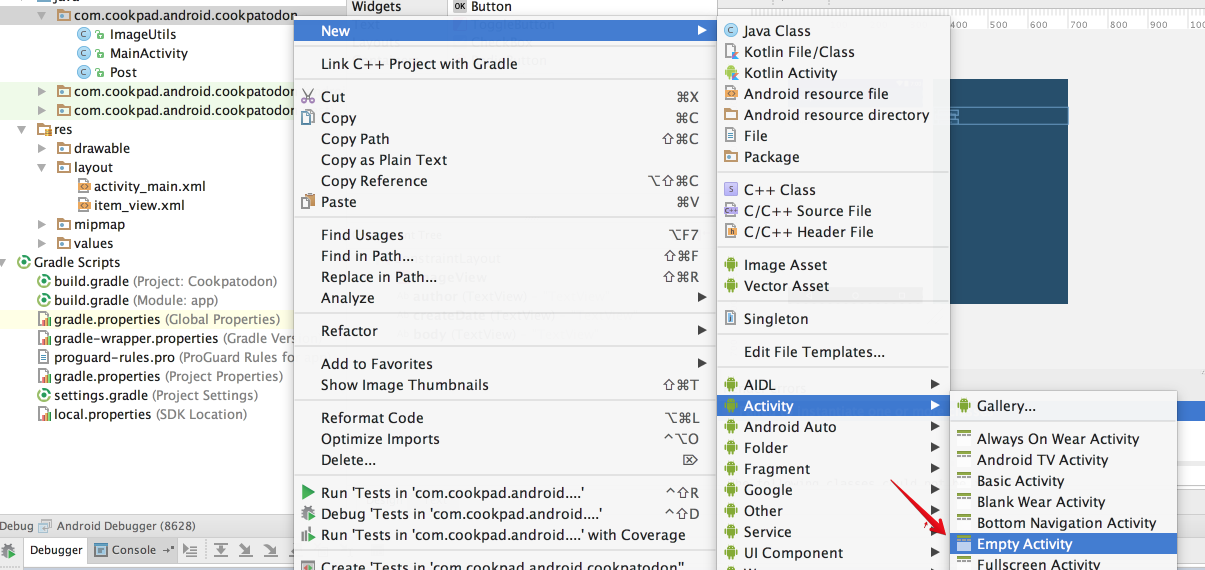 java
com.cookpad.android.cookpatodon
ImageUtils
MainActivity
Post
com.cookpad.android.cookpatodon
com.cookpad.android.cookpatodon
res
drawable
layout
activity_main.xml
item_view.xml
mipmap
values
Gradle Scripts
build.gradle (Project: Cookpatodon)
build.gradle (Module: app)
gradle.properties (Global Properties)
gradle-wrapper.properties (Gradle Vers
proguard-rules.pro (ProGuard Rules for
gradle.properties (Project Properties)
settings.gradle (Project Settings)
local.properties (SDK Location)
Debug Android Debugger (8628)
Debugger Console
Widgets
OK Button
400 500 600 700 800 900 100
New
Link C++ Project with Gradle
Cut ⌘X
Copy ⌘C
Copy Path ⇧⌘C
Copy as Plain Text
Copy Reference ⌥⇧⌘C
Paste ⌘V
Find Usages ⌥F7
Find in Path... ⇧⌘F
Replace in Path... ⇧⌘R
Analyze
Refactor
Add to Favorites
Show Image Thumbnails ⇧⌘T
Reformat Code ⌥⌘L
Optimize Imports ^⌥O
Delete... ⌦
Run 'Tests in 'com.cookpad.android....' ^⇧R
Debug 'Tests in 'com.cookpad.android....' ^⇧D
Run 'Tests in 'com.cookpad.android....' with Coverage
Create 'Tests in 'com.cookpad.android.cookpatodon''...
Java Class
Kotlin File/Class
Kotlin Activity
Android resource file
Android resource directory
File
Package
C++ Class
C/C++ Source File
C/C++ Header File
Image Asset
Vector Asset
Singleton
Edit File Templates...
AIDL
Activity
Android Auto
Folder
Fragment
Google
Other
Service
UI Component
Gallery...
Always On Wear Activity
Android TV Activity
Basic Activity
Blank Wear Activity
Bottom Navigation Activity
Empty Activity
Fullscreen Activity